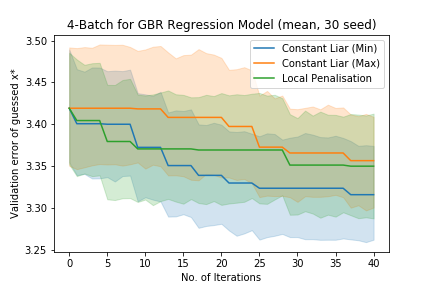 4-Batch for GBR Regression Model (mean, 30 seed)
3.50
3.45
3.40
3.35
3.30
3.25
Validation error of guessed x*
Constant Liar (Min)
Constant Liar (Max)
Local Penalisation
0 5 10 15 20 25 30 35 40
No. of Iterations